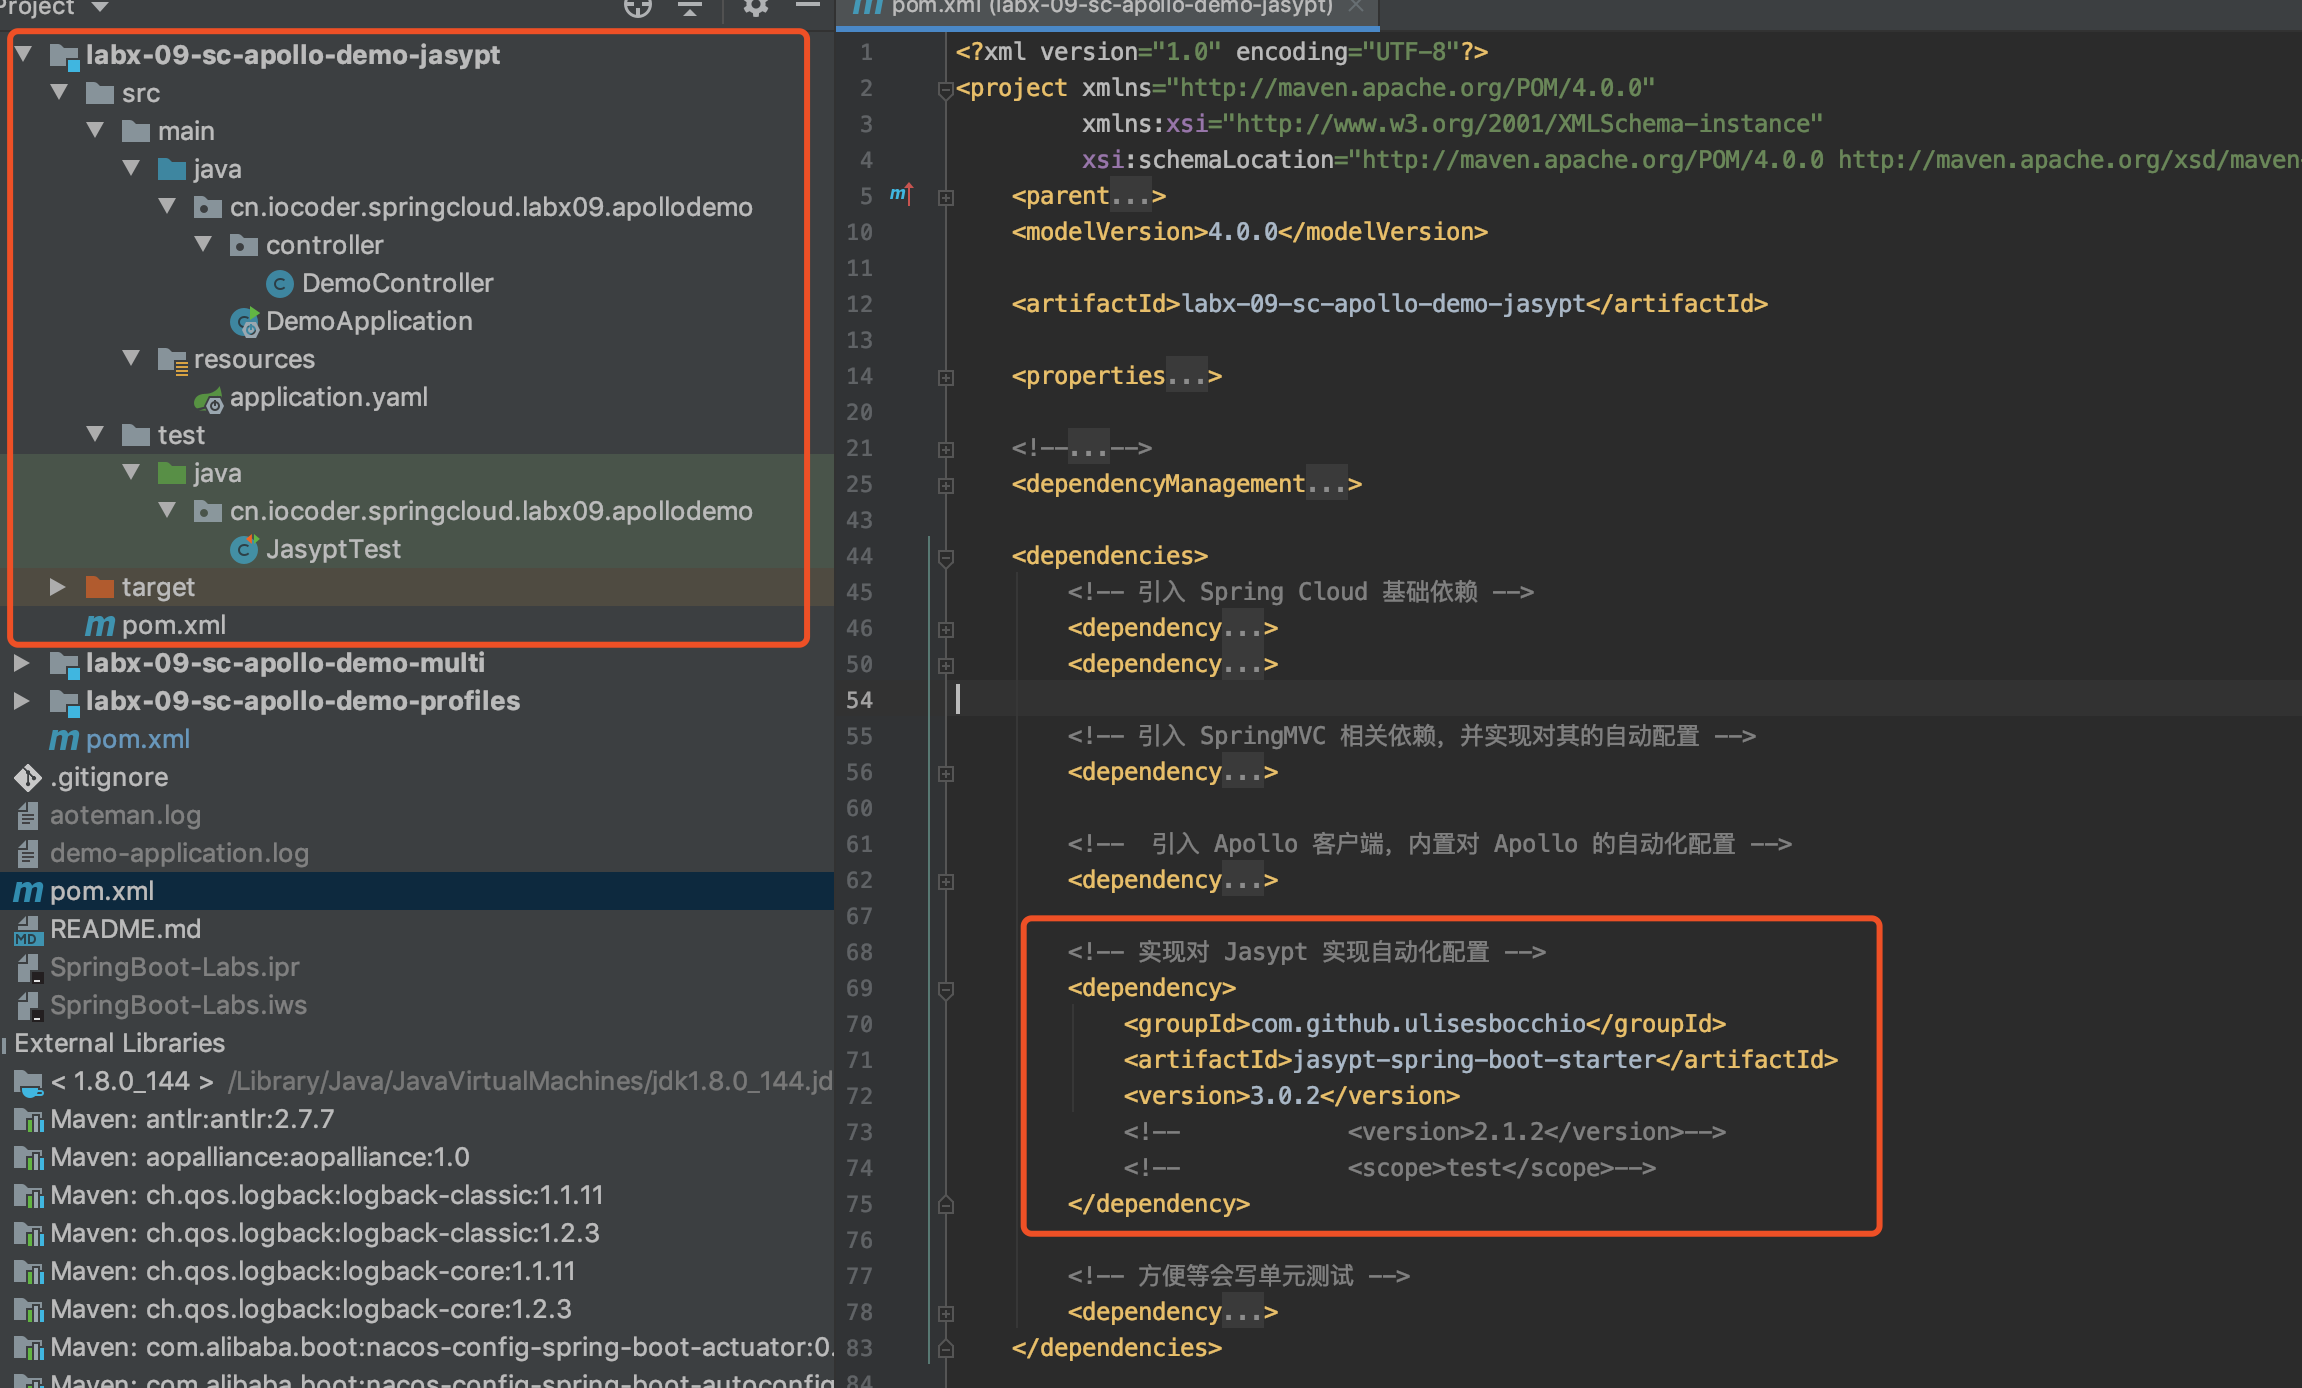 Project
labx-09-sc-apollo-demo-jasypt
src
main
java
cn.iocoder.springcloud.labx09.apollodemo
controller
DemoController
DemoApplication
resources
application.yaml
test
java
cn.iocoder.springcloud.labx09.apollodemo
JasyptTest
target
pom.xml
labx-09-sc-apollo-demo-multi
labx-09-sc-apollo-demo-profiles
pom.xml
.gitignore
aoteman.log
demo-application.log
pom.xml
README.md
SpringBoot-Labs.ipr
SpringBoot-Labs.iws
External Libraries
< 1.8.0_144 > /Library/Java/JavaVirtualMachines/jdk1.8.0_144.jd
Maven: antlr:antlr:2.7.7
Maven: aopalliance:aopalliance:1.0
Maven: ch.qos.logback:logback-classic:1.1.11
Maven: ch.qos.logback:logback-classic:1.2.3
Maven: ch.qos.logback:logback-core:1.1.11
Maven: ch.qos.logback:logback-core:1.2.3
Maven: com.alibaba.boot:nacos-config-spring-boot-actuator:0.
Maven: com.alibaba.boot:nacos-config-spring-boot-autoconfig
pom.xml (labx-09-sc-apollo-demo-jasypt)
1 <?xml version="1.0" encoding="UTF-8"?>
2 <project xmlns="http://maven.apache.org/POM/4.0.0"
3 xmlns:xsi="http://www.w3.org/2001/XMLSchema-instance"
4 xsi:schemaLocation="http://maven.apache.org/POM/4.0.0 http://maven.apache.org/xsd/maven-
5 <parent...>
10 <modelVersion>4.0.0</modelVersion>
11
12 <artifactId>labx-09-sc-apollo-demo-jasypt</artifactId>
13
14 <properties...>
20
21 <!--...-->
25 <dependencyManagement...>
43
44 <dependencies>
45 <!-- 引入 Spring Cloud 基础依赖 -->
46 <dependency...>
50 <dependency...>
54
55 <!-- 引入 SpringMVC 相关依赖，并实现对其的自动配置 -->
56 <dependency...>
60
61 <!-- 引入 Apollo 客户端，内置对 Apollo 的自动化配置 -->
62 <dependency...>
67
68 <!-- 实现对 Jasypt 实现自动化配置 -->
69 <dependency>
70 <groupId>com.github.ulisesbocchio</groupId>
71 <artifactId>jasypt-spring-boot-starter</artifactId>
72 <version>3.0.2</version>
73 <!-- <version>2.1.2</version>-->
74 <!-- <scope>test</scope>-->
75 </dependency>
76
77 <!-- 方便等会写单元测试 -->
78 <dependency...>
83 </dependencies>
84